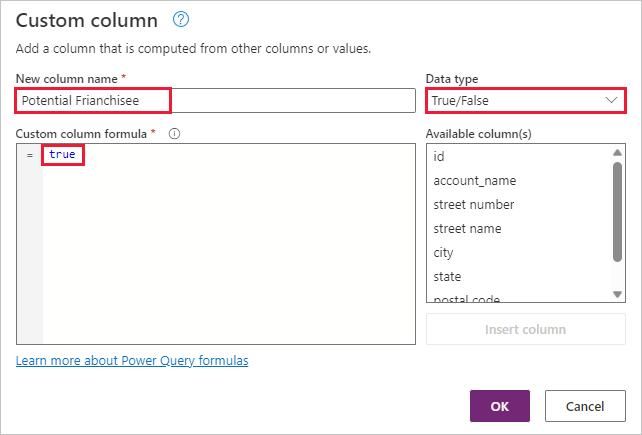 Custom column
Add a column that is computed from other columns or values.
New column name *
Potential Frianchisee
Data type
True/False
Custom column formula *
= true
Available column(s)
id
account_name
street number
street name
city
state
postal code
Insert column
Learn more about Power Query formulas
OK
Cancel